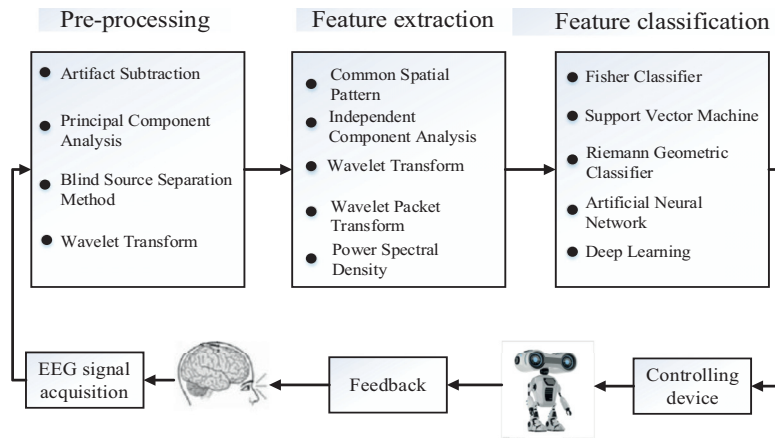 Pre-processing
Artifact Subtraction
Principal Component
Analysis
Blind Source Separation
Method
Wavelet Transform
Feature extraction
Common Spatial
Pattern
Independent
Component Analysis
Wavelet Transform
Wavelet Packet
Transform
Power Spectral
Density
Feature classification
Fisher Classifier
Support Vector Machine
Riemann Geometric
Classifier
Artificial Neural
Network
Deep Learning
EEG signal
acquisition
Feedback
Controlling
device